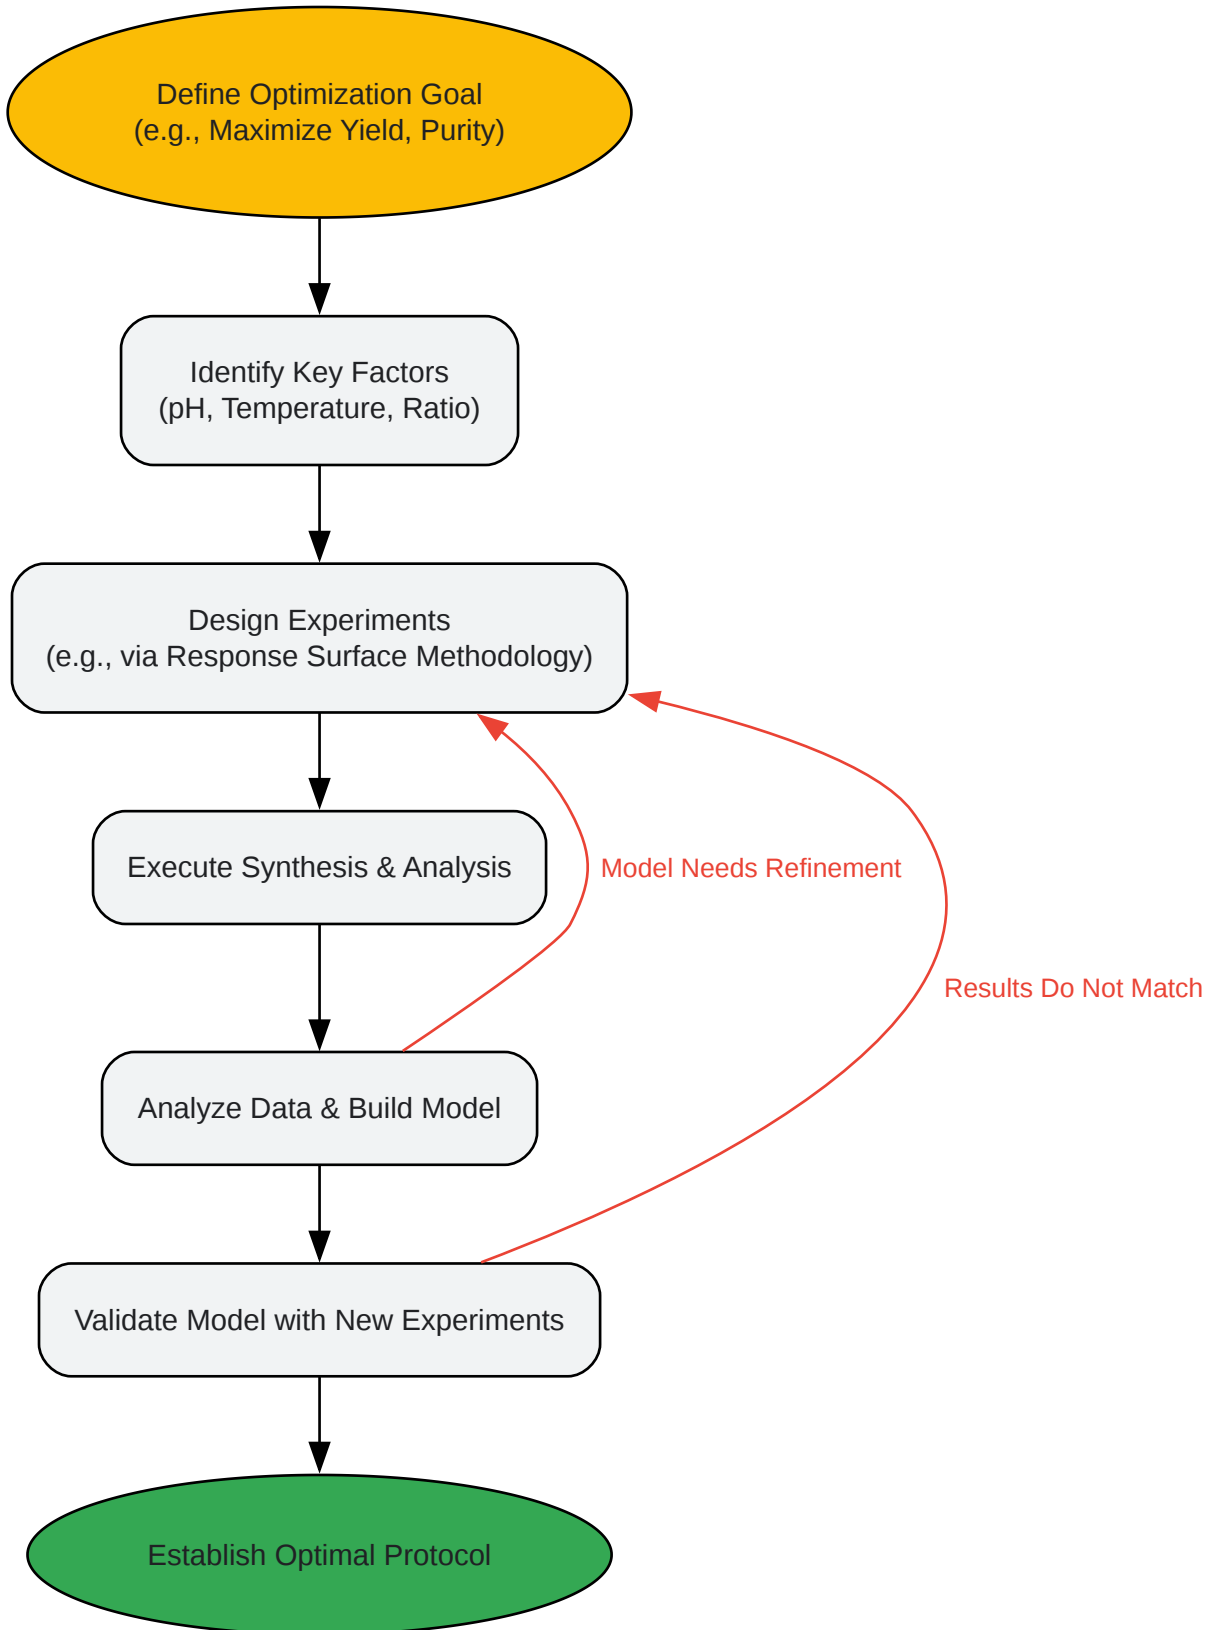 Define Optimization Goal
(e.g., Maximize Yield, Purity)
Identify Key Factors
(pH, Temperature, Ratio)
Design Experiments
(e.g., via Response Surface Methodology)
Execute Synthesis & Analysis
Model Needs Refinement
Results Do Not Match
Analyze Data & Build Model
Validate Model with New Experiments
Establish Optimal Protocol